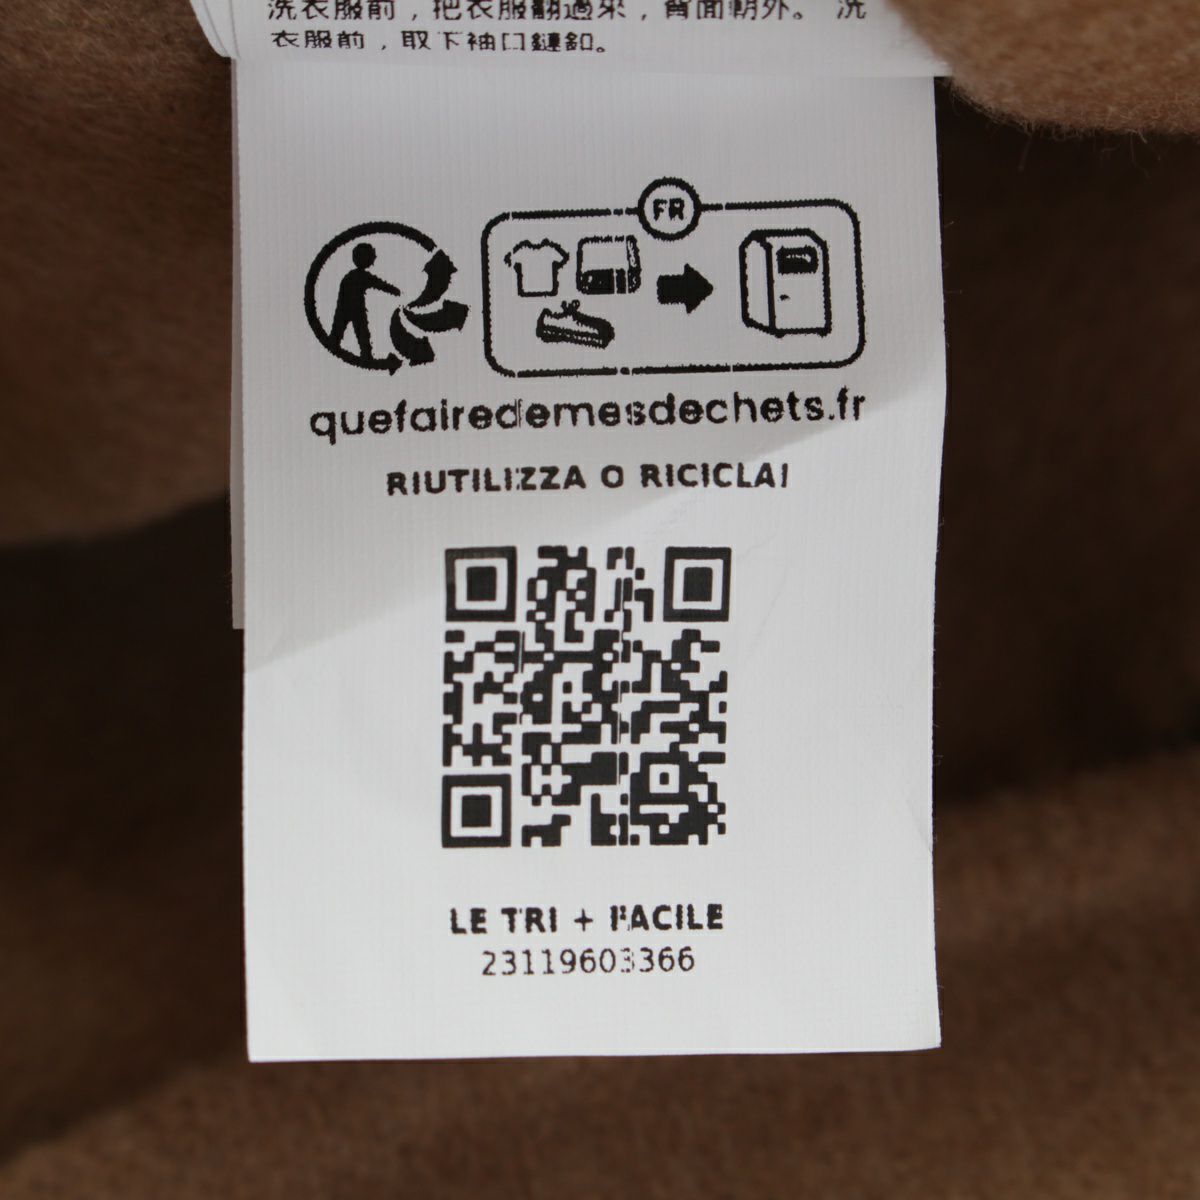 洗衣服前，把衣服翻過來，背面朝外。 洗
衣服前，取下袖口鏈釦。
FR
quefairedemesdechets.fr
RIUTILIZZA O RICICLA!
LE TRI + FACILE
23119603366